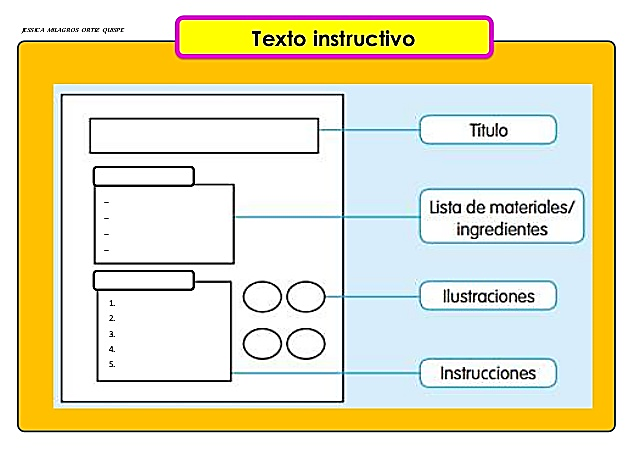 JESSICA MILAGROS ORTIZ QUISPE
Texto instructivo
Título
Lista de materiales/
ingredientes
–
–
–
–
Ilustraciones
1.
2.
3.
4.
5.
Instrucciones